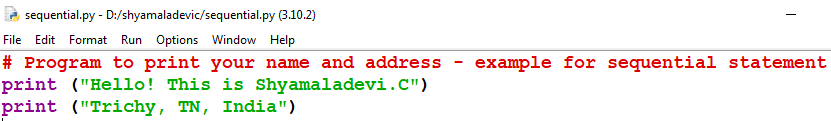 sequential.py - D:/shyamaladevic/sequential.py (3.10.2)
File Edit Format Run Options Window Help
# Program to print your name and address - example for sequential statement
print ("Hello! This is Shyamaladevi.C")
print ("Trichy, TN, India")